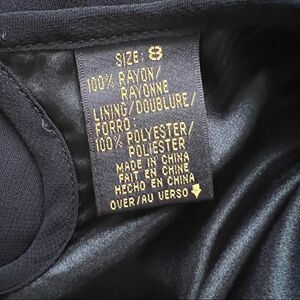 SIZE: 8
100% RAYON/
RAYONNE
LINING/DOUBLURE/
FORRO:
100% POLYESTER/
POLIESTER
MADE IN CHINA
FAIT EN CHINE
HECHO EN CHINA
OVER/AU VERSO